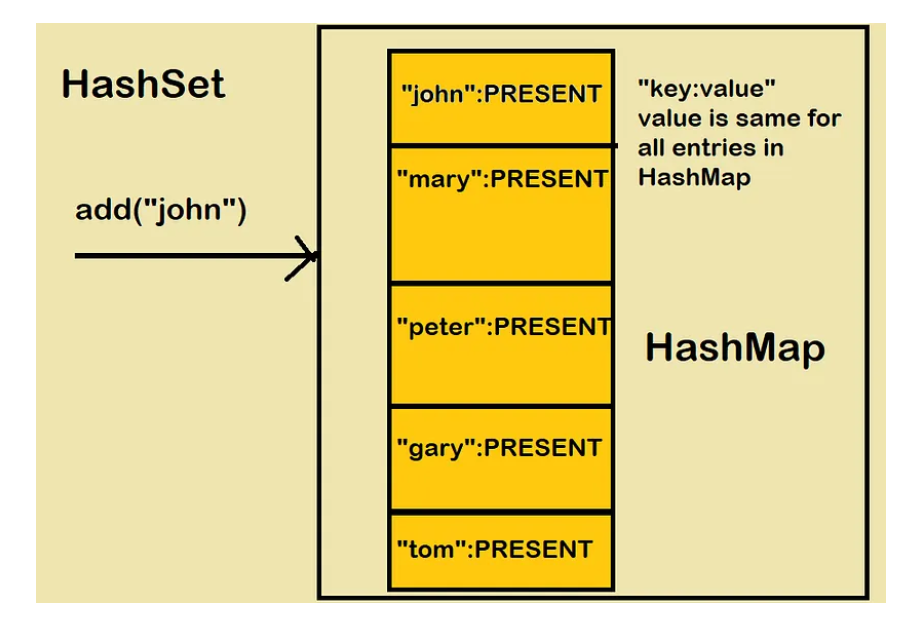 HashSet
add("john")
"john":PRESENT
"mary":PRESENT
"peter":PRESENT
"gary":PRESENT
"tom":PRESENT
"key:value"
value is same for
all entries in
HashMap
HashMap